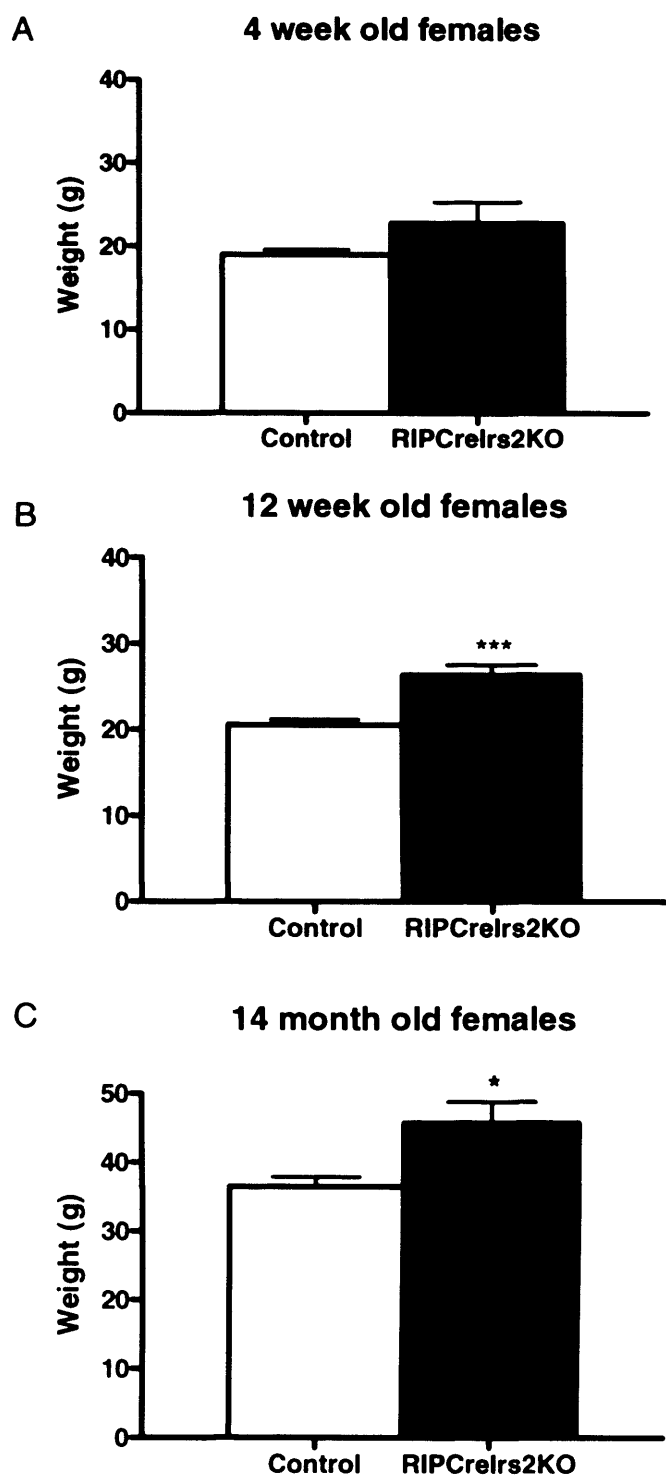 A
4 week old females
40
30
20
10
0
Weight (g)
Control RIPCreIrs2KO
B
12 week old females
40
30
20
10
0
Weight (g)
***
Control RIPCreIrs2KO
C
14 month old females
50
40
30
20
10
0
Weight (g)
*
Control RIPCreIrs2KO